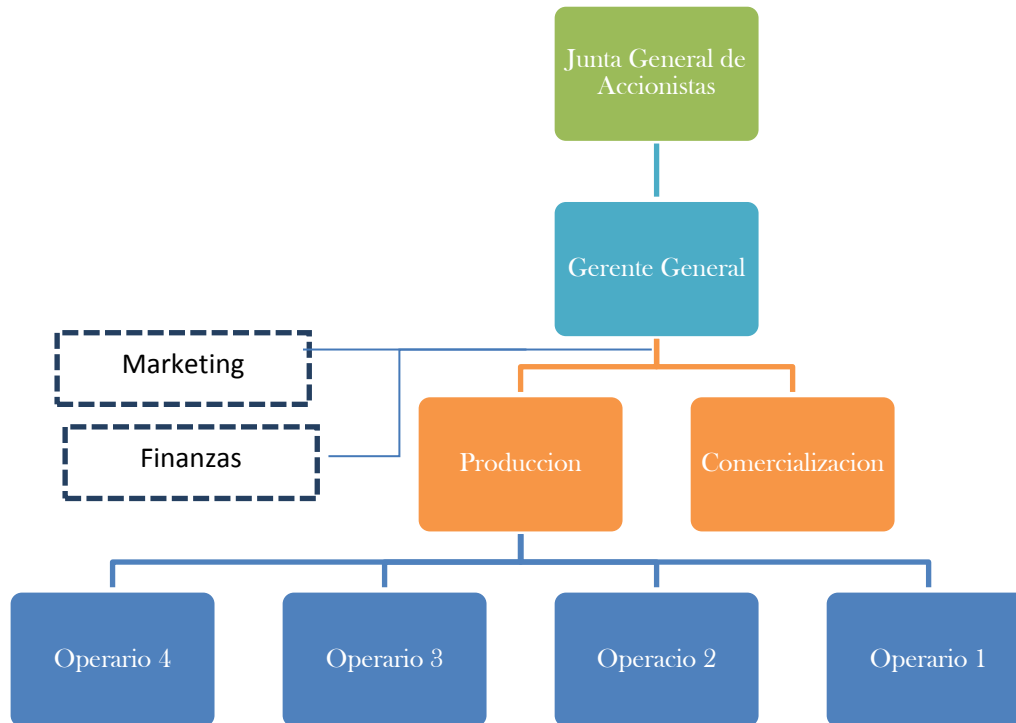 Junta General de
Accionistas
Gerente General
Marketing
Finanzas
Produccion
Comercializacion
Operario 4
Operario 3
Operacio 2
Operario 1